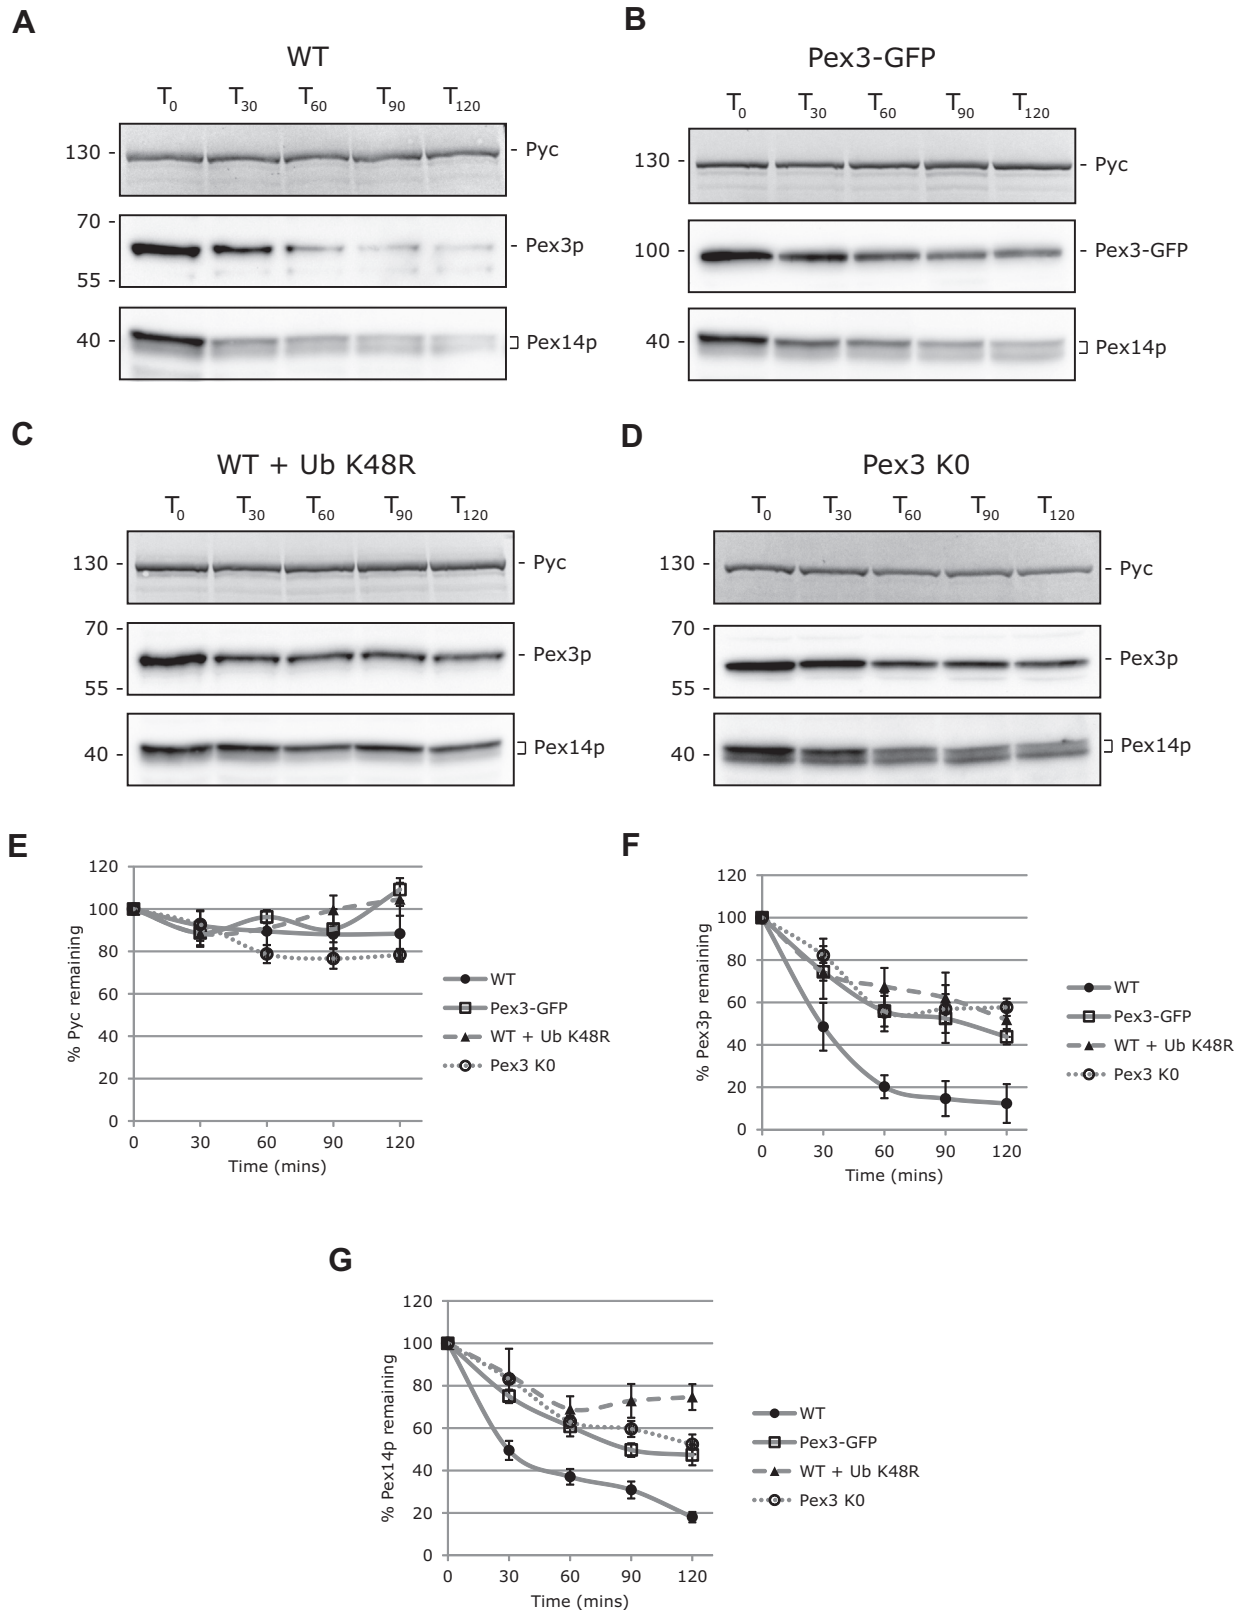 A
WT
T0 T30 T60 T90 T120
130 - - Pyc
70 -
- Pex3p
55 -
40 - Pex14p
B
Pex3-GFP
T0 T30 T60 T90 T120
130 - - Pyc
100 - - Pex3-GFP
40 - Pex14p
C
WT + Ub K48R
T0 T30 T60 T90 T120
130 - - Pyc
70 -
- Pex3p
55 -
40 - Pex14p
D
Pex3 K0
T0 T30 T60 T90 T120
130 - - Pyc
70 -
- Pex3p
55 -
40 - Pex14p
E
% Pyc remaining
120
100
80
60
40
20
0
0 30 60 90 120
Time (mins)
WT
Pex3-GFP
WT + Ub K48R
Pex3 K0
F
% Pex3p remaining
120
100
80
60
40
20
0
0 30 60 90 120
Time (mins)
WT
Pex3-GFP
WT + Ub K48R
Pex3 K0
G
% Pex14p remaining
120
100
80
60
40
20
0
0 30 60 90 120
Time (mins)
WT
Pex3-GFP
WT + Ub K48R
Pex3 K0